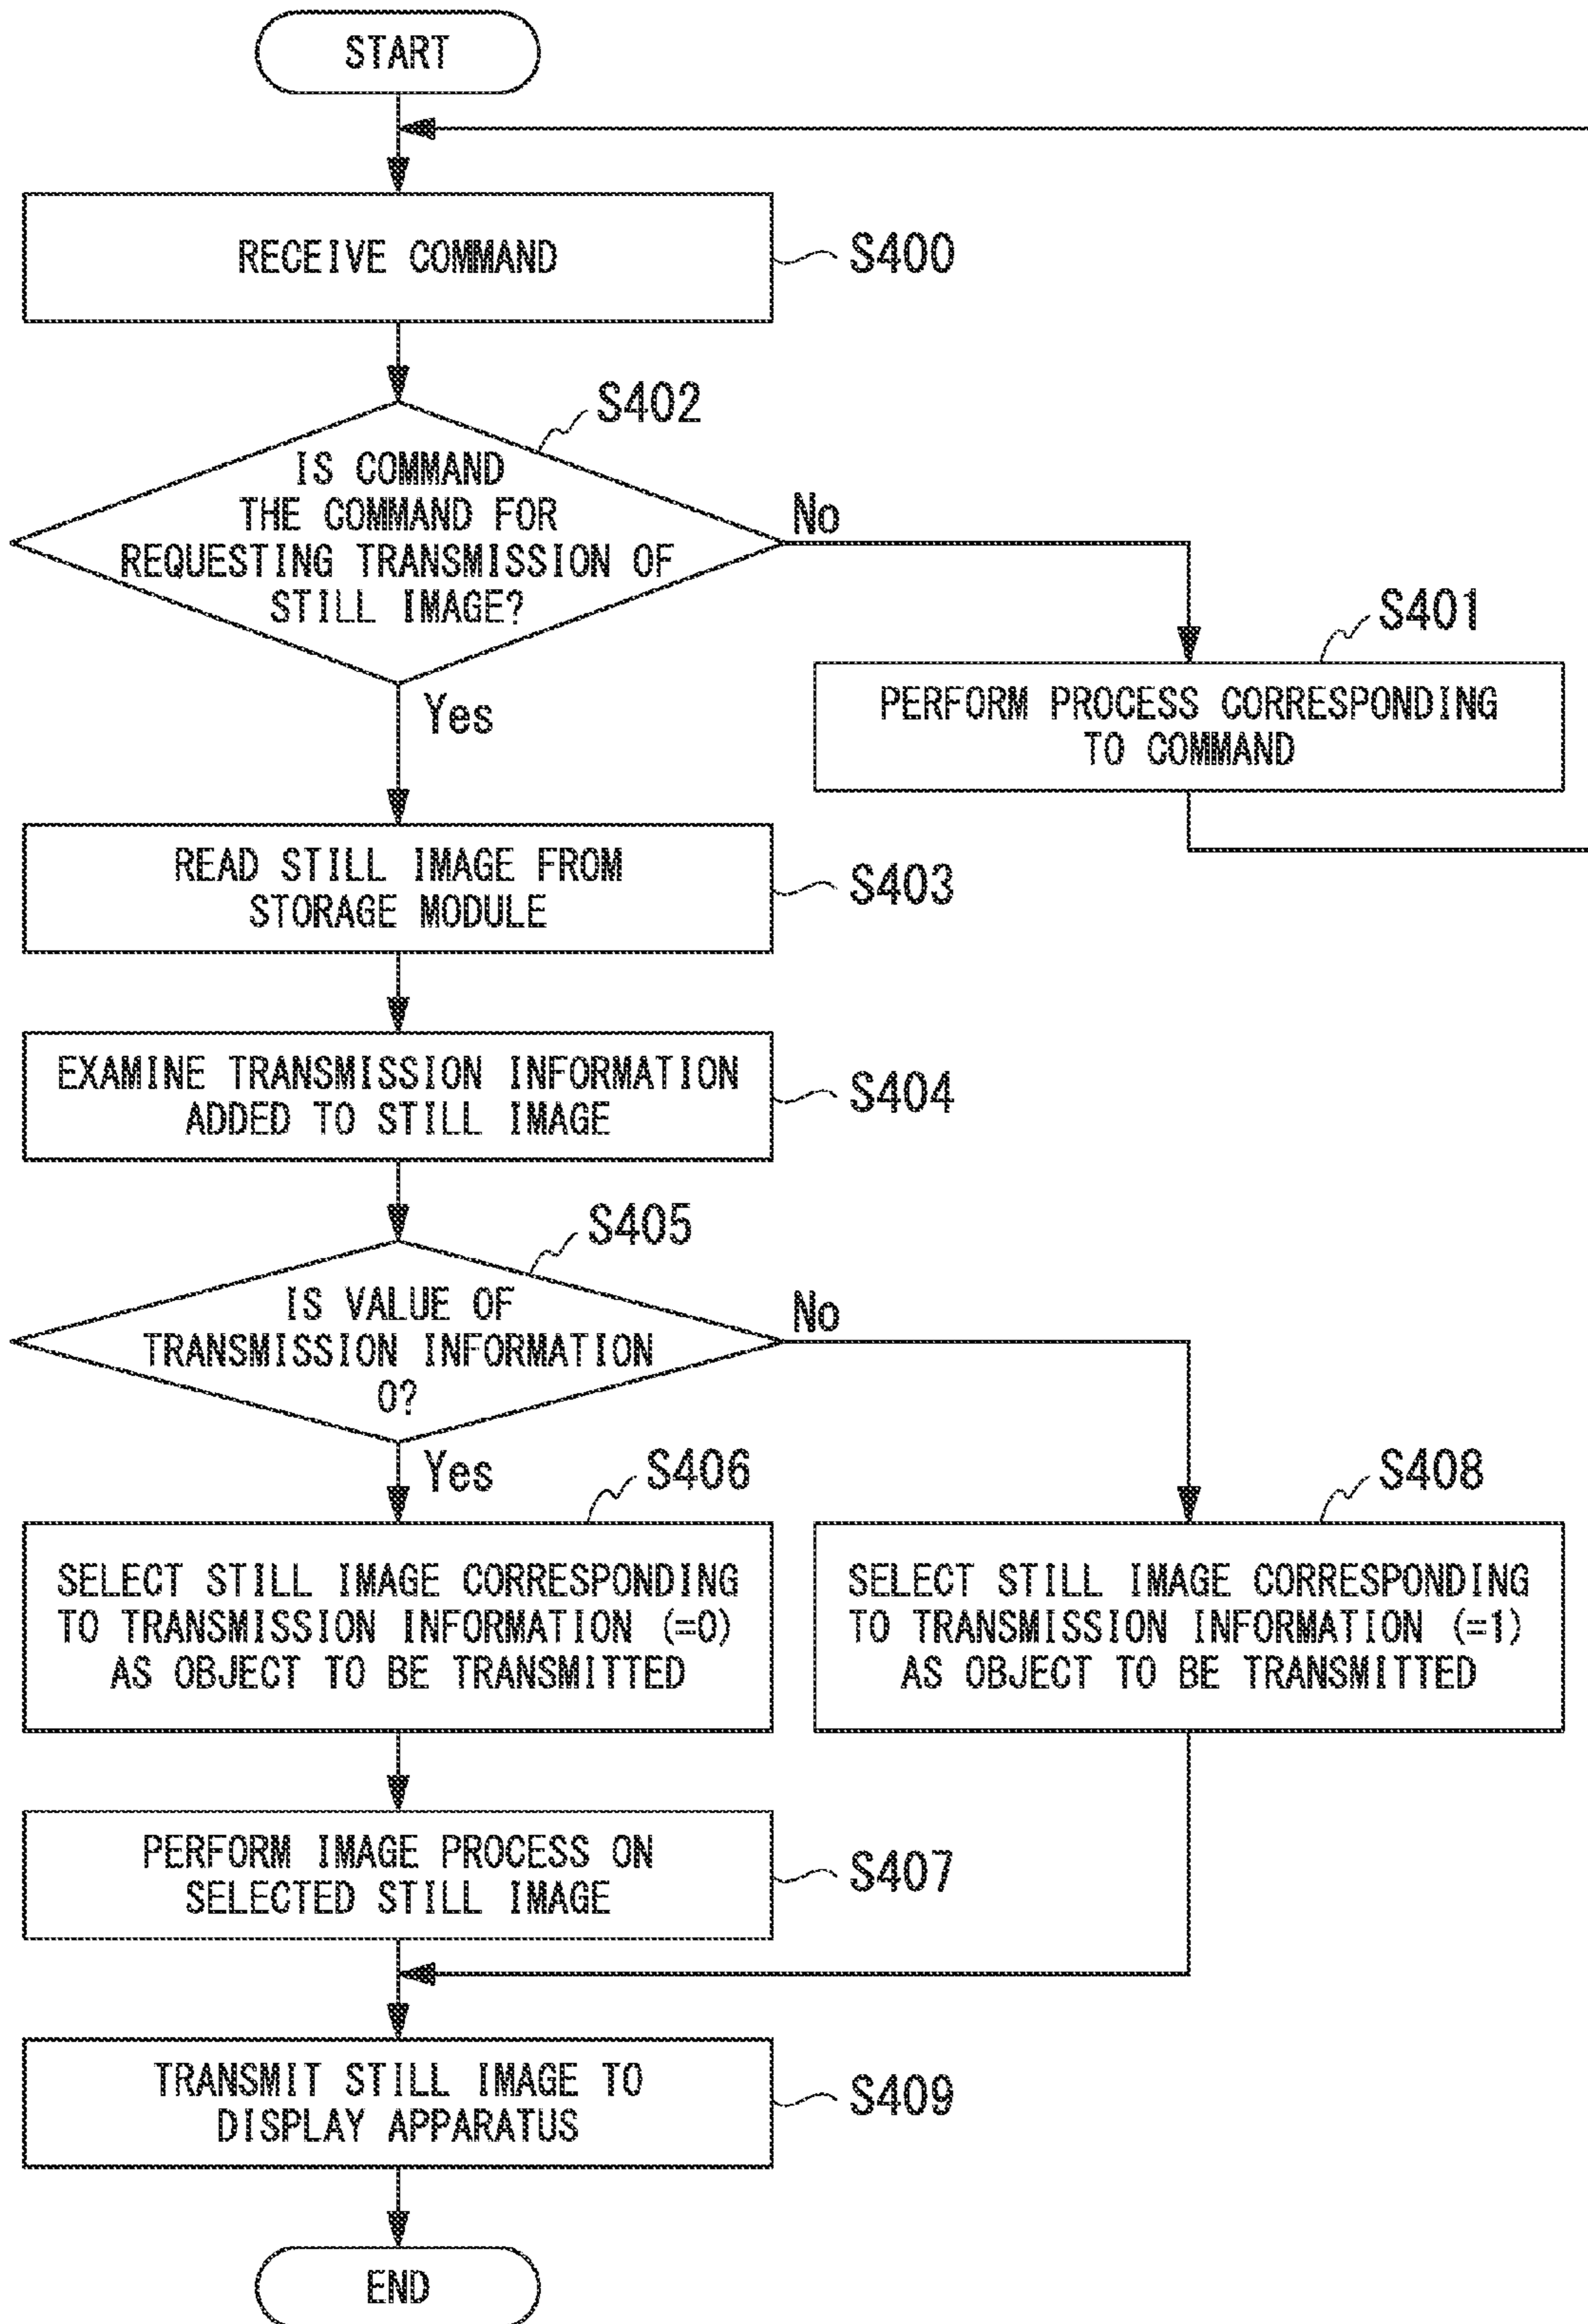 START
RECEIVE COMMAND
S400
S402
IS COMMAND
THE COMMAND FOR
REQUESTING TRANSMISSION OF
STILL IMAGE?
No
Yes
S401
PERFORM PROCESS CORRESPONDING
TO COMMAND
READ STILL IMAGE FROM
STORAGE MODULE
S403
EXAMINE TRANSMISSION INFORMATION
ADDED TO STILL IMAGE
S404
S405
IS VALUE OF
TRANSMISSION INFORMATION
0?
No
Yes
S406
SELECT STILL IMAGE CORRESPONDING
TO TRANSMISSION INFORMATION (=0)
AS OBJECT TO BE TRANSMITTED
S408
SELECT STILL IMAGE CORRESPONDING
TO TRANSMISSION INFORMATION (=1)
AS OBJECT TO BE TRANSMITTED
PERFORM IMAGE PROCESS ON
SELECTED STILL IMAGE
S407
TRANSMIT STILL IMAGE TO
DISPLAY APPARATUS
S409
END